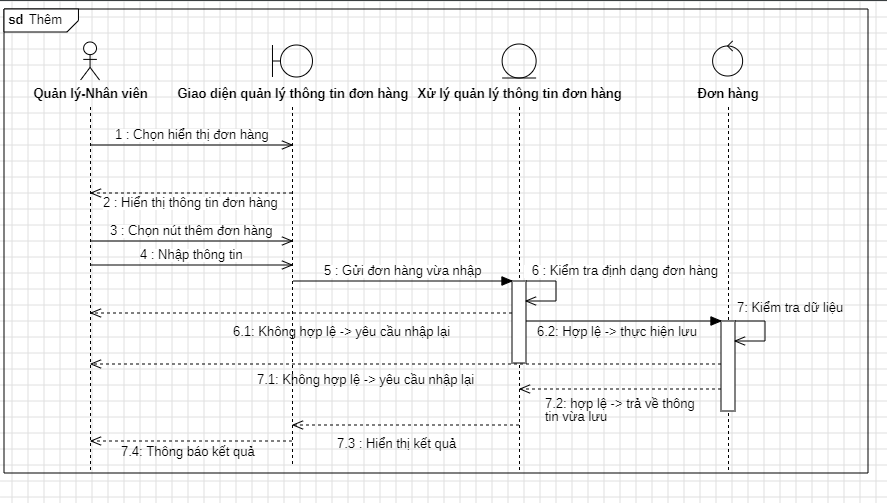 sd Thêm
Quản lý-Nhân viên
Giao diện quản lý thông tin đơn hàng
Xử lý quản lý thông tin đơn hàng
Đơn hàng
1 : Chọn hiển thị đơn hàng
2 : Hiển thị thông tin đơn hàng
3 : Chọn nút thêm đơn hàng
4 : Nhập thông tin
5 : Gửi đơn hàng vừa nhập
6 : Kiểm tra định dạng đơn hàng
7: Kiểm tra dữ liệu
6.1: Không hợp lệ -> yêu cầu nhập lại
6.2: Hợp lệ -> thực hiện lưu
7.1: Không hợp lệ -> yêu cầu nhập lại
7.2: hợp lệ -> trả về thông
tin vừa lưu
7.3 : Hiển thị kết quả
7.4: Thông báo kết quả